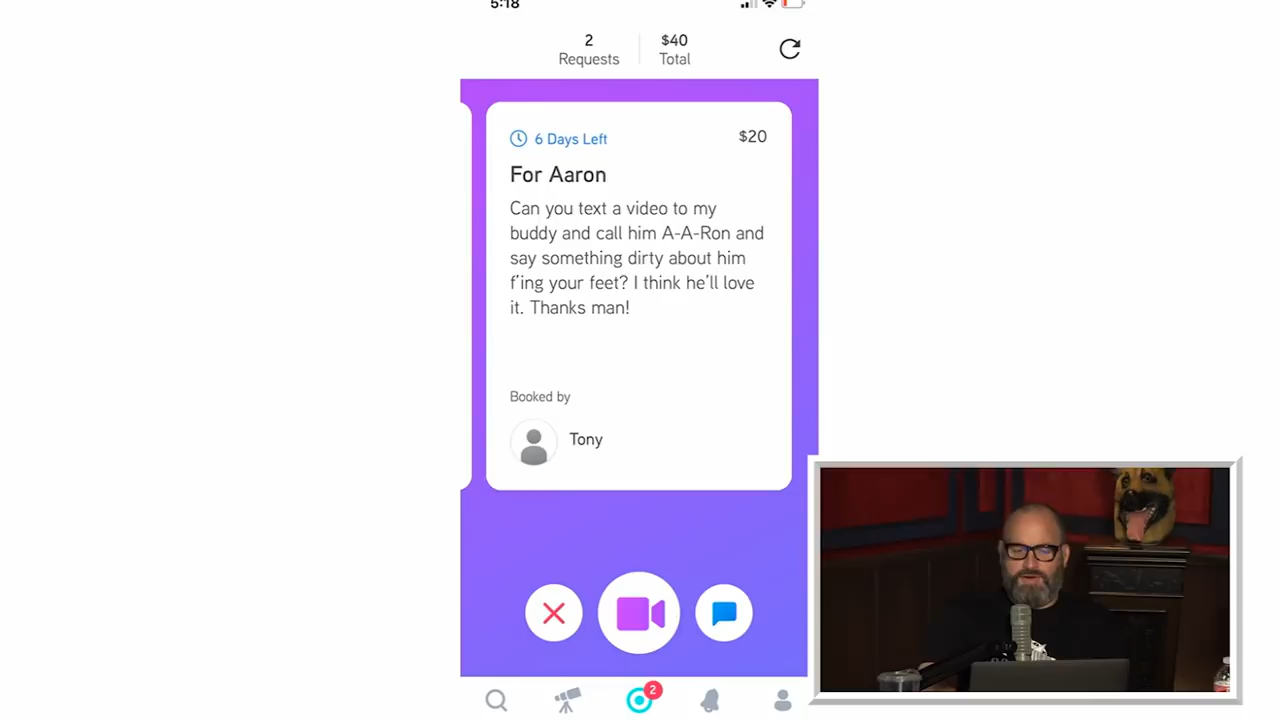 5:18
2
Requests
$40
Total
6 Days Left
$20
For Aaron
Can you text a video to my
buddy and call him A-A-Ron and
say something dirty about him
f'ing your feet? I think he'll love
it. Thanks man!
Booked by
Tony
2